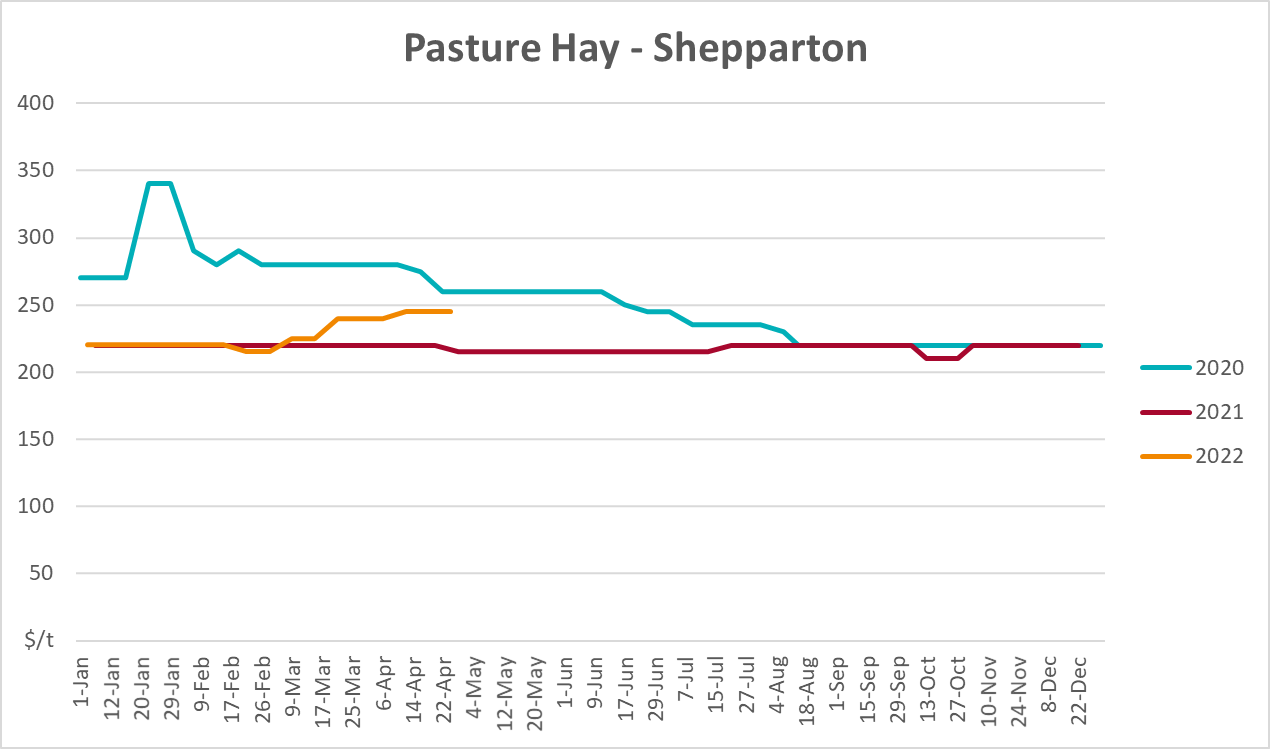 Pasture Hay - Shepparton
400
350
300
250
200
150
100
50
$/t
1-Jan
12-Jan
20-Jan
29-Jan
9-Feb
17-Feb
26-Feb
9-Mar
17-Mar
25-Mar
6-Apr
14-Apr
22-Apr
4-May
12-May
20-May
1-Jun
9-Jun
17-Jun
29-Jun
7-Jul
15-Jul
27-Jul
4-Aug
18-Aug
1-Sep
15-Sep
29-Sep
13-Oct
27-Oct
10-Nov
24-Nov
8-Dec
22-Dec
2020
2021
2022